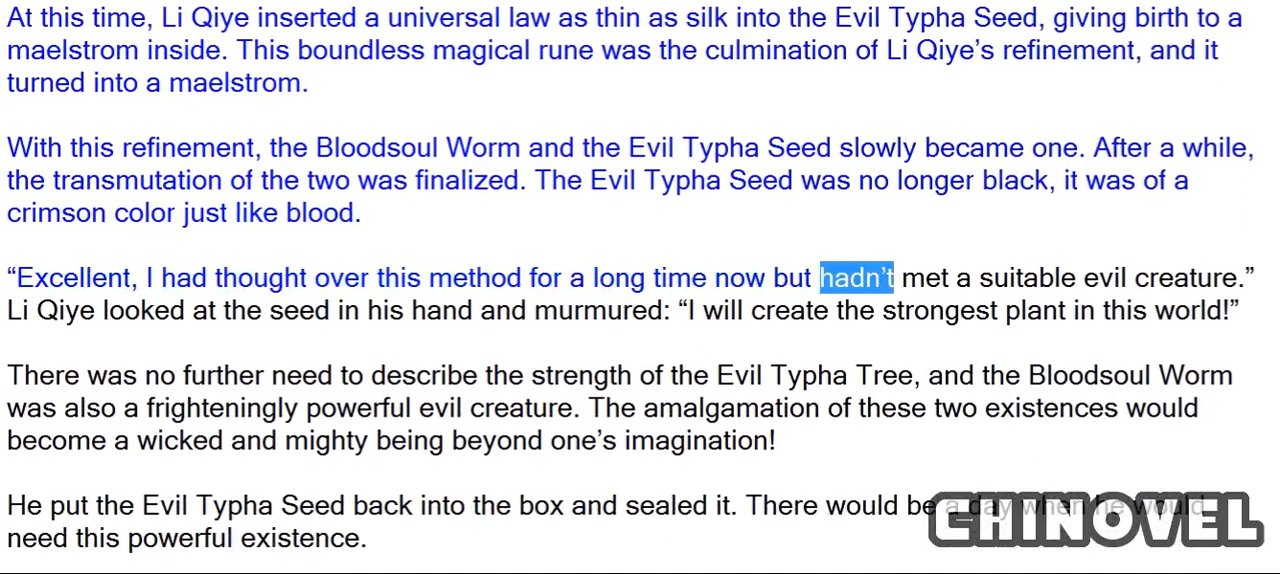 At this time, Li Qiye inserted a universal law as thin as silk into the Evil Typha Seed, giving birth to a
maelstrom inside. This boundless magical rune was the culmination of Li Qiye’s refinement, and it
turned into a maelstrom.
With this refinement, the Bloodsoul Worm and the Evil Typha Seed slowly became one. After a while,
the transmutation of the two was finalized. The Evil Typha Seed was no longer black, it was of a
crimson color just like blood.
“Excellent, I had thought over this method for a long time now but hadn’t met a suitable evil creature.”
Li Qiye looked at the seed in his hand and murmured: “I will create the strongest plant in this world!”
There was no further need to describe the strength of the Evil Typha Tree, and the Bloodsoul Worm
was also a frighteningly powerful evil creature. The amalgamation of these two existences would
become a wicked and mighty being beyond one’s imagination!
He put the Evil Typha Seed back into the box and sealed it. There would be a day when he would
need this powerful existence.
CHINOVEL